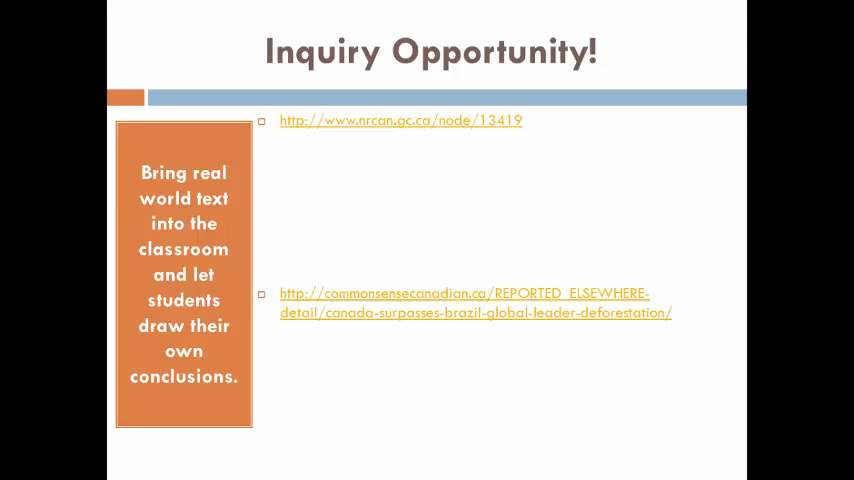 Inquiry Opportunity!
Bring real
world text
into the
classroom
and let
students
draw their
own
conclusions.
http://www.nrcan.gc.ca/node/13419
http://commonsensecanadian.ca/REPORTED_ELSEWHERE-
detail/canada-surpasses-brazil-global-leader-deforestation/